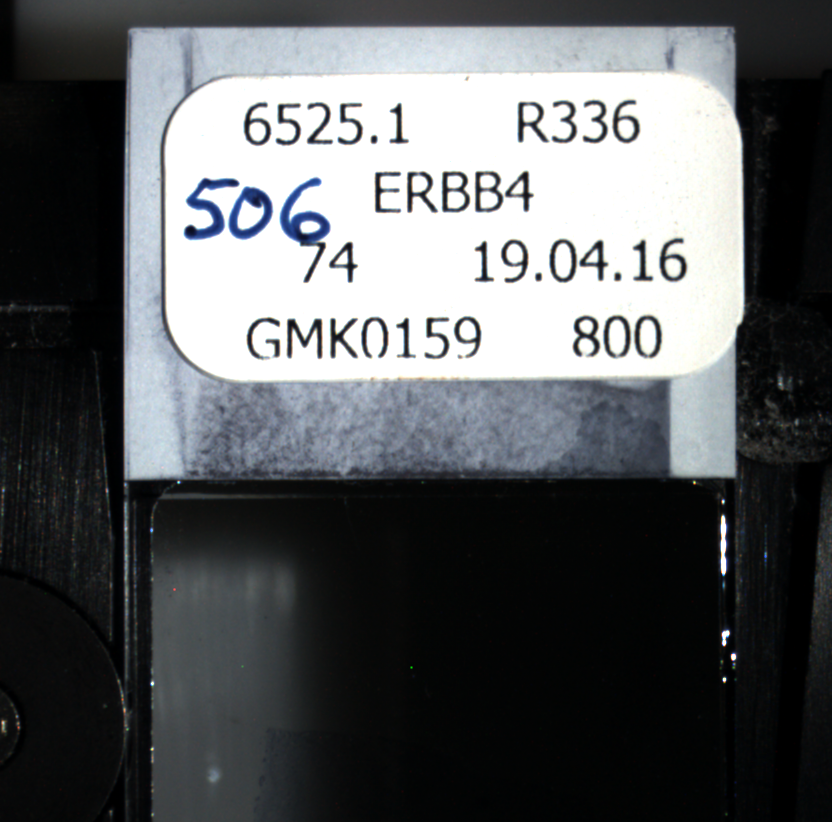 6525.1 R336
506 ERBB4
74 19.04.16
GMK0159 800